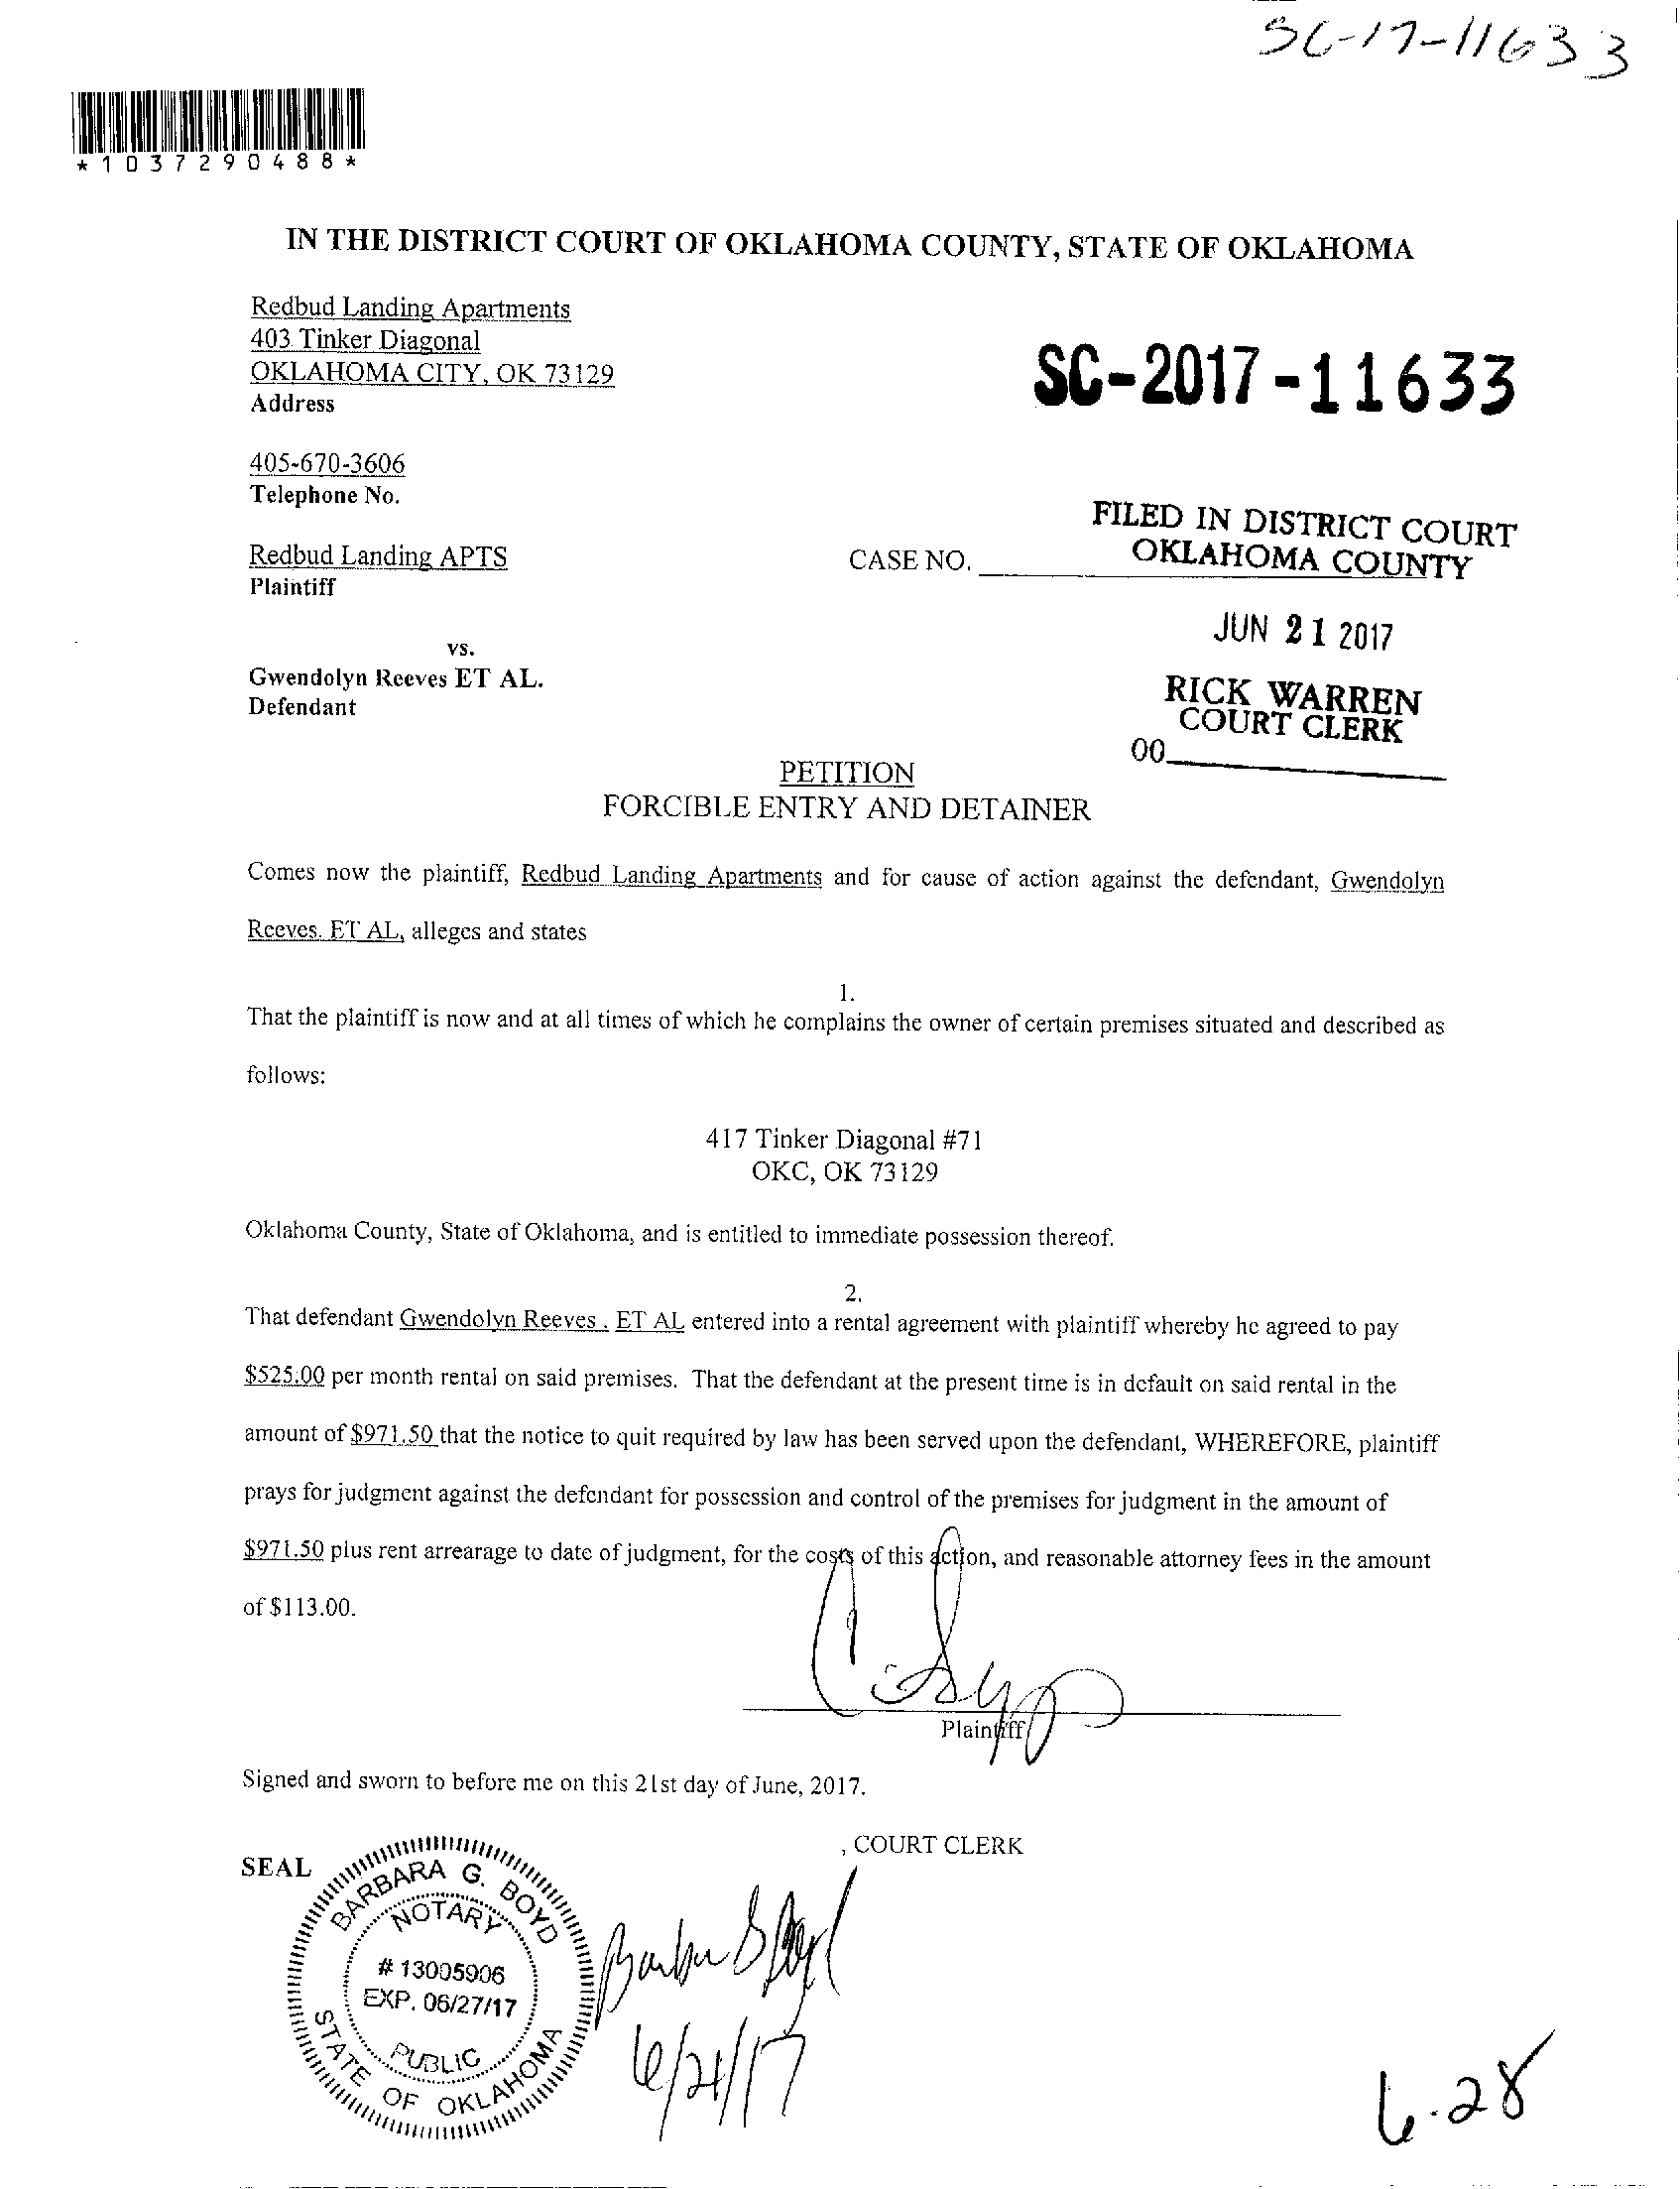 SC-17-11633
*1037290488*
IN THE DISTRICT COURT OF OKLAHOMA COUNTY, STATE OF OKLAHOMA
Redbud Landing Apartments
403 Tinker Diagonal
OKLAHOMA CITY, OK 73129
Address
SC-2017-11633
405-670-3606
Telephone No.
FILED IN DISTRICT COURT
OKLAHOMA COUNTY
Redbud Landing APTS
Plaintiff
CASE NO.
JUN 21 2017
vs.
Gwendolyn Reeves ET AL.
Defendant
RICK WARREN
COURT CLERK
00
PETITION
FORCIBLE ENTRY AND DETAINER
Comes now the plaintiff, Redbud Landing Apartments and for cause of action against the defendant, Gwendolyn
Reeves. ET AL, alleges and states
1.
That the plaintiff is now and at all times of which he complains the owner of certain premises situated and described as
follows:
417 Tinker Diagonal #71
OKC, OK 73129
Oklahoma County, State of Oklahoma, and is entitled to immediate possession thereof.
2.
That defendant Gwendolyn Reeves . ET AL entered into a rental agreement with plaintiff whereby he agreed to pay
$525.00 per month rental on said premises. That the defendant at the present time is in default on said rental in the
amount of $971.50 that the notice to quit required by law has been served upon the defendant, WHEREFORE, plaintiff
prays for judgment against the defendant for possession and control of the premises for judgment in the amount of
$971.50 plus rent arrearage to date of judgment, for the costs of this action, and reasonable attorney fees in the amount
of $113.00.
Plaintiff
Signed and sworn to before me on this 21st day of June, 2017.
, COURT CLERK
SEAL
BARBARA G. BOYD
NOTARY
# 13005906
EXP. 06/27/17
PUBLIC
STATE OF OKLAHOMA
Barbara G Boyd
6/21/17
6.28